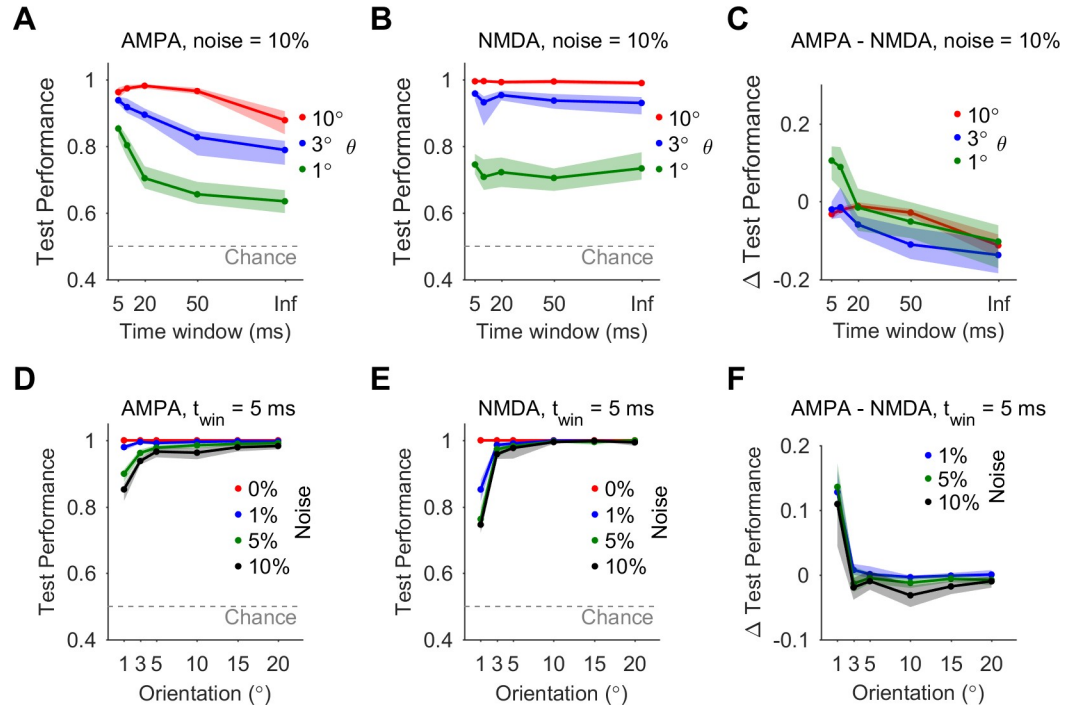 A
AMPA, noise = 10%
Test Performance
1
0.8
0.6
0.4
10°
3° θ
1°
Chance
5 20 50 Inf
Time window (ms)
B
NMDA, noise = 10%
Test Performance
1
0.8
0.6
0.4
10°
3° θ
1°
Chance
5 20 50 Inf
Time window (ms)
C
AMPA - NMDA, noise = 10%
Δ Test Performance
0.2
0
-0.2
10°
3° θ
1°
5 20 50 Inf
Time window (ms)
D
AMPA, t_win = 5 ms
Test Performance
1
0.8
0.6
0.4
0%
1%
5%
10%
Noise
Chance
1 3 5 10 15 20
Orientation (°)
E
NMDA, t_win = 5 ms
Test Performance
1
0.8
0.6
0.4
0%
1%
5%
10%
Noise
Chance
1 3 5 10 15 20
Orientation (°)
F
AMPA - NMDA, t_win = 5 ms
Δ Test Performance
0.2
0.1
0
-0.1
1%
5%
10%
Noise
1 3 5 10 15 20
Orientation (°)